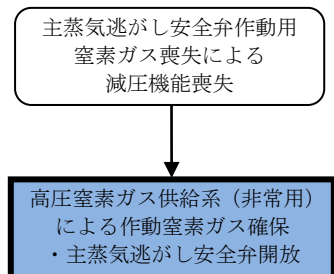 主蒸気逃がし安全弁作動用
窒素ガス喪失による
減圧機能喪失
高圧窒素ガス供給系（非常用）
による作動窒素ガス確保
・主蒸気逃がし安全弁開放